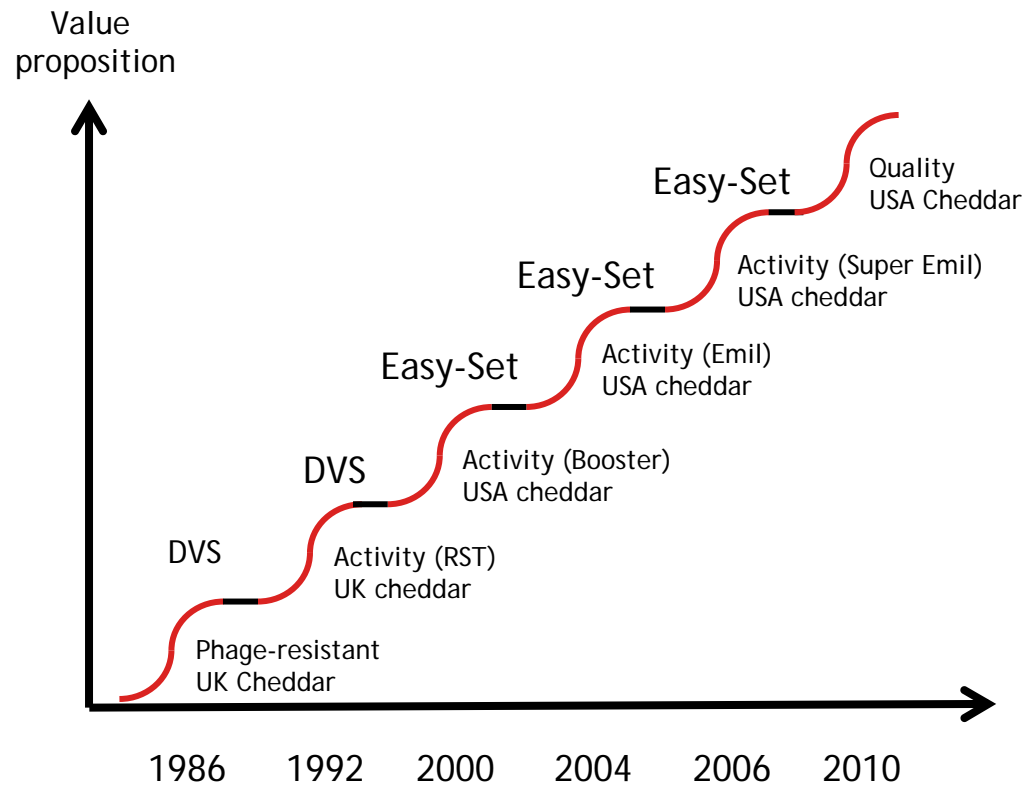 Value
proposition
Easy-Set
Quality
USA Cheddar
Easy-Set
Activity (Super Emil)
USA cheddar
Easy-Set
Activity (Emil)
USA cheddar
DVS
Activity (Booster)
USA cheddar
DVS
Activity (RST)
UK cheddar
Phage-resistant
UK Cheddar
1986 1992 2000 2004 2006 2010